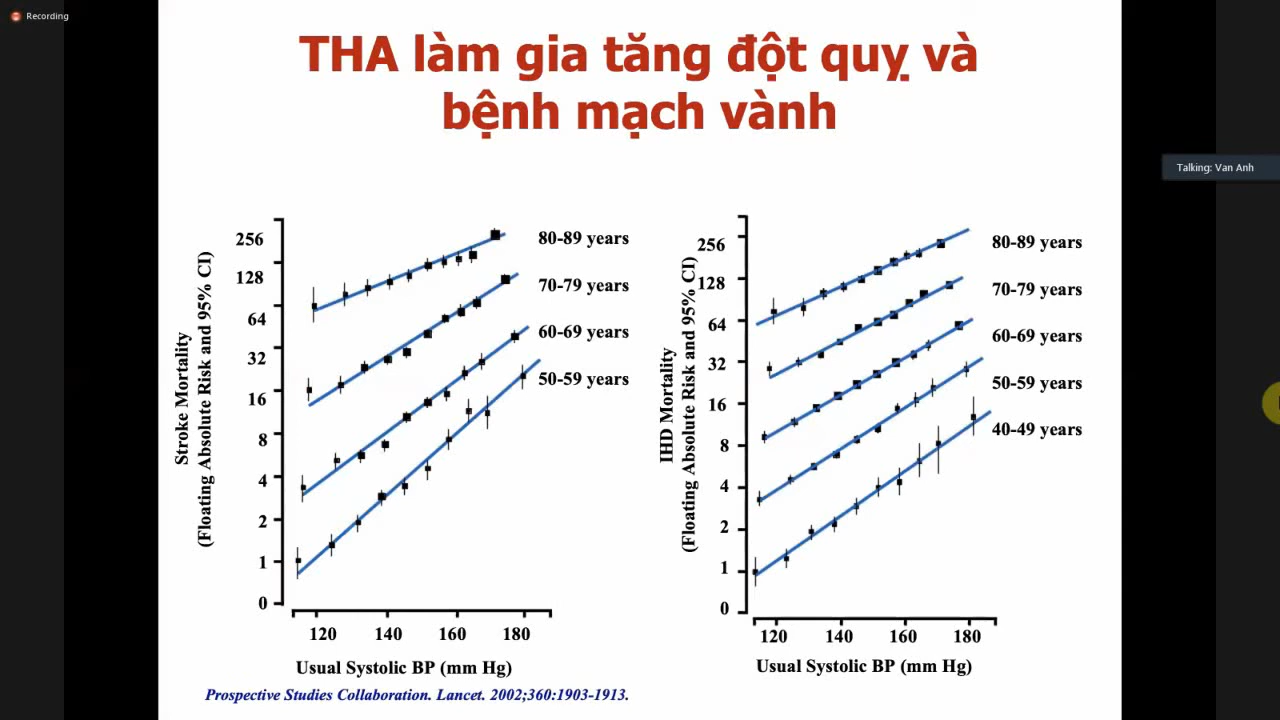 Recording
THA làm gia tăng đột quỵ và
bệnh mạch vành
Talking: Van Anh
Stroke Mortality
(Floating Absolute Risk and 95% CI)
256
128
64
32
16
8
4
2
1
0
80-89 years
70-79 years
60-69 years
50-59 years
120 140 160 180
Usual Systolic BP (mm Hg)
IHD Mortality
(Floating Absolute Risk and 95% CI)
256
128
64
32
16
8
4
2
1
0
80-89 years
70-79 years
60-69 years
50-59 years
40-49 years
120 140 160 180
Usual Systolic BP (mm Hg)
Prospective Studies Collaboration. Lancet. 2002;360:1903-1913.